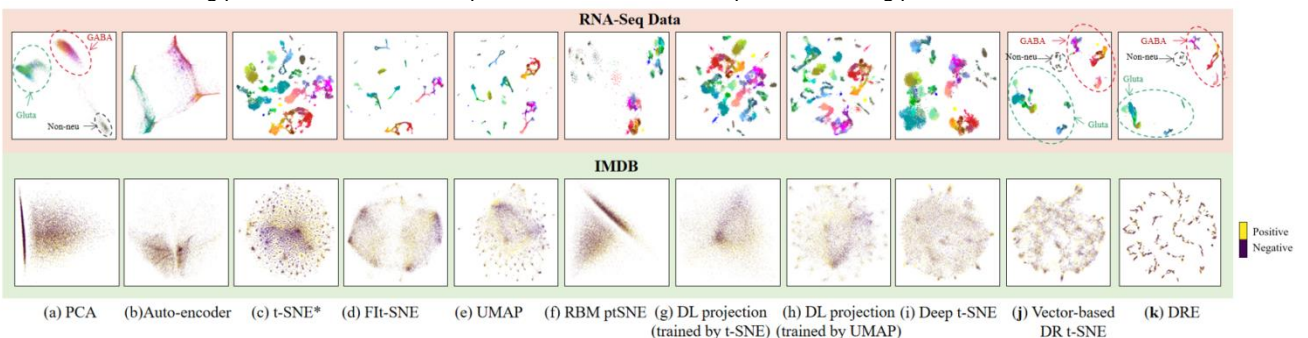 RNA-Seq Data
GABA
Gluta
Non-neu
GABA
Non-neu
Gluta
GABA
Non-neu
Gluta
IMDB
Positive
Negative
(a) PCA (b)Auto-encoder (c) t-SNE* (d) FIt-SNE (e) UMAP (f) RBM ptSNE (g) DL projection (h) DL projection (i) Deep t-SNE (j) Vector-based (k) DRE
(trained by t-SNE) (trained by UMAP) DR t-SNE